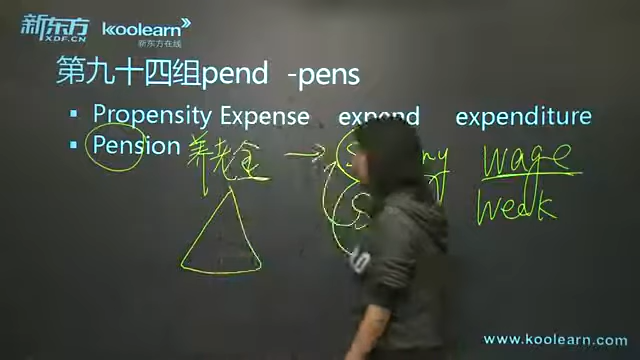 新东方 koolearn
XDF.CN 新东方在线
第九十四组pend -pens
▪ Propensity Expense expend expenditure
▪ Pension 养老金 → wage
weak
www.koolearn.com